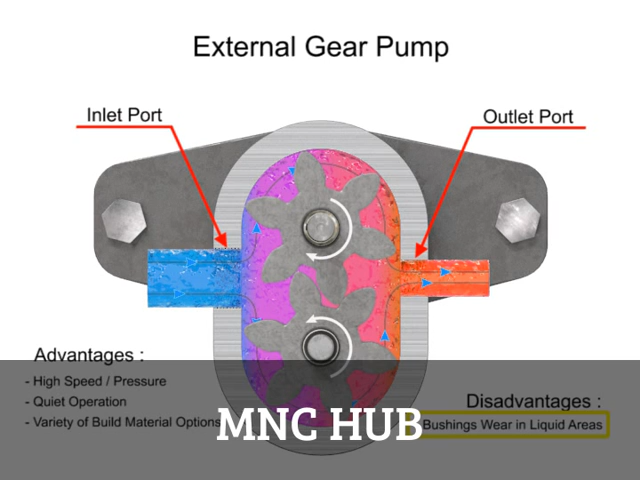 External Gear Pump
Inlet Port
Outlet Port
Advantages :
- High Speed / Pressure
- Quiet Operation
- Variety of Build Material Options
Disadvantages :
Bushings Wear in Liquid Areas
MNC HUB